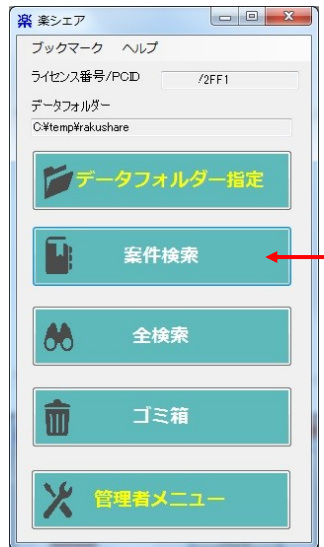 楽 楽シェア
ブックマーク ヘルプ
ライセンス番号/PCID /2FF1
データフォルダー
C:¥temp¥rakushare
データフォルダー指定
案件検索
全検索
ゴミ箱
管理者メニュー